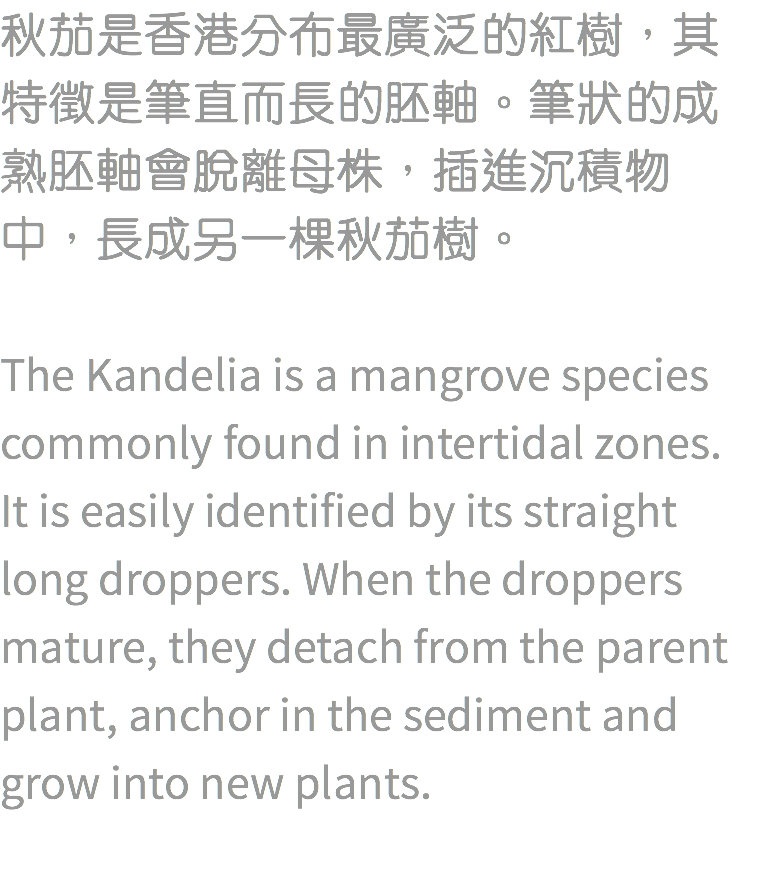 秋茄是香港分布最廣泛的紅樹，其
特徵是筆直而長的胚軸。筆狀的成
熟胚軸會脫離母株，插進沉積物
中，長成另一棵秋茄樹。
The Kandelia is a mangrove species
commonly found in intertidal zones.
It is easily identified by its straight
long droppers. When the droppers
mature, they detach from the parent
plant, anchor in the sediment and
grow into new plants.